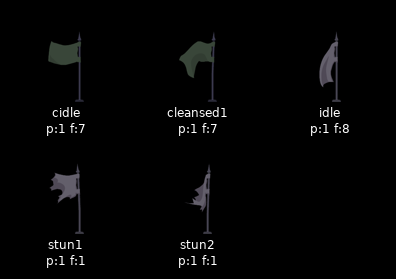 cidle
p:1 f:7
cleansed1
p:1 f:7
idle
p:1 f:8
stun1
p:1 f:1
stun2
p:1 f:1